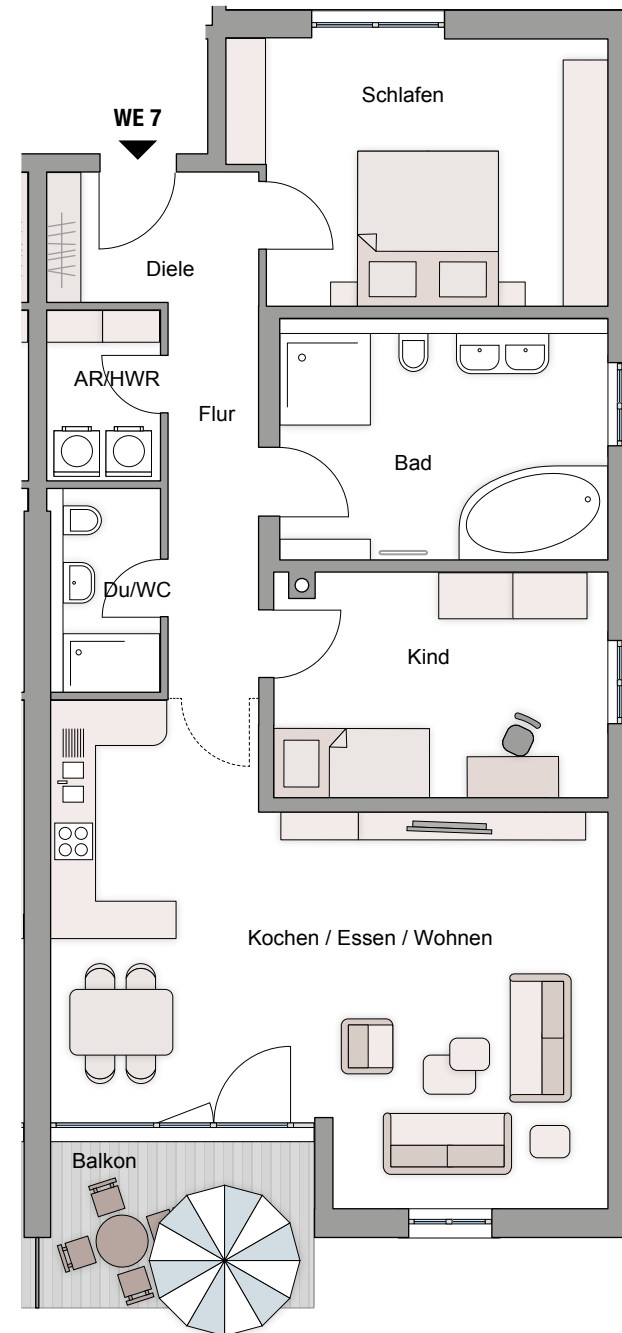 Schlafen
WE 7
Diele
AR/HWR
Flur
Bad
Du/WC
Kind
Kochen / Essen / Wohnen
Balkon